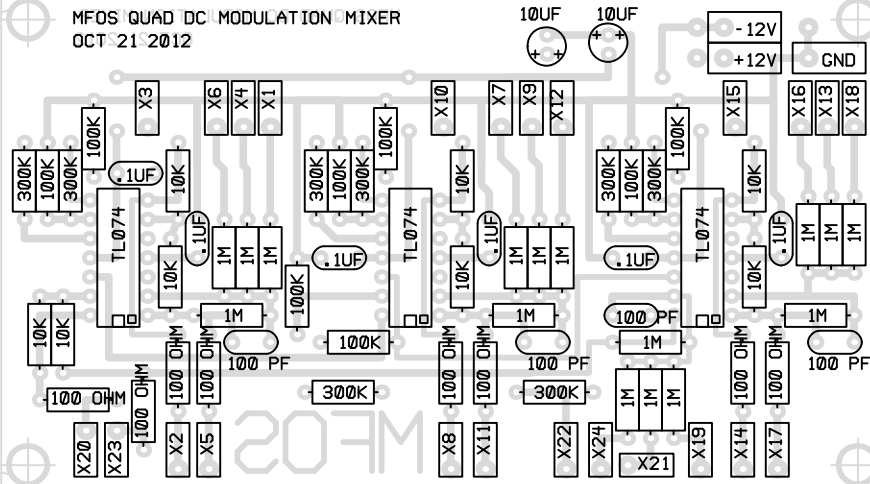 MFOS QUAD DC MODULATION MIXER
OCT 21 2012
10UF 10UF
-12V
+12V
GND
X3 X6 X4 X1 X10 X7 X9 X12 X15 X16 X13 X18
100K 100K 100K
300K 100K 300K .1UF 10K 300K 100K 300K 10K 300K 100K 300K 10K
TL074 .1UF 1M 1M 1M TL074 .1UF 1M 1M 1M TL074 .1UF 1M 1M 1M
10K .1UF 10K .1UF 10K
100K
1M 1M 100 PF 1M
10K 10K 100K 1M
100 PF 100 PF 100 PF
100 OHM 100 OHM 100 OHM 100 OHM 100 OHM 100 OHM
100 OHM 100 OHM 300K 300K 1M 1M 1M
MFOS
X20 X23 X2 X5 X8 X11 X22 X24 X21 X19 X14 X17